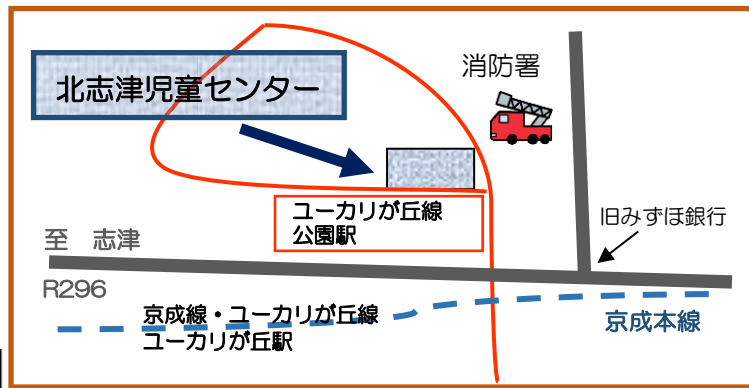 消防署
北志津児童センター
ユーカリが丘線
公園駅
旧みずほ銀行
至　志津
R296
京成線・ユーカリが丘線
ユーカリが丘駅
京成本線